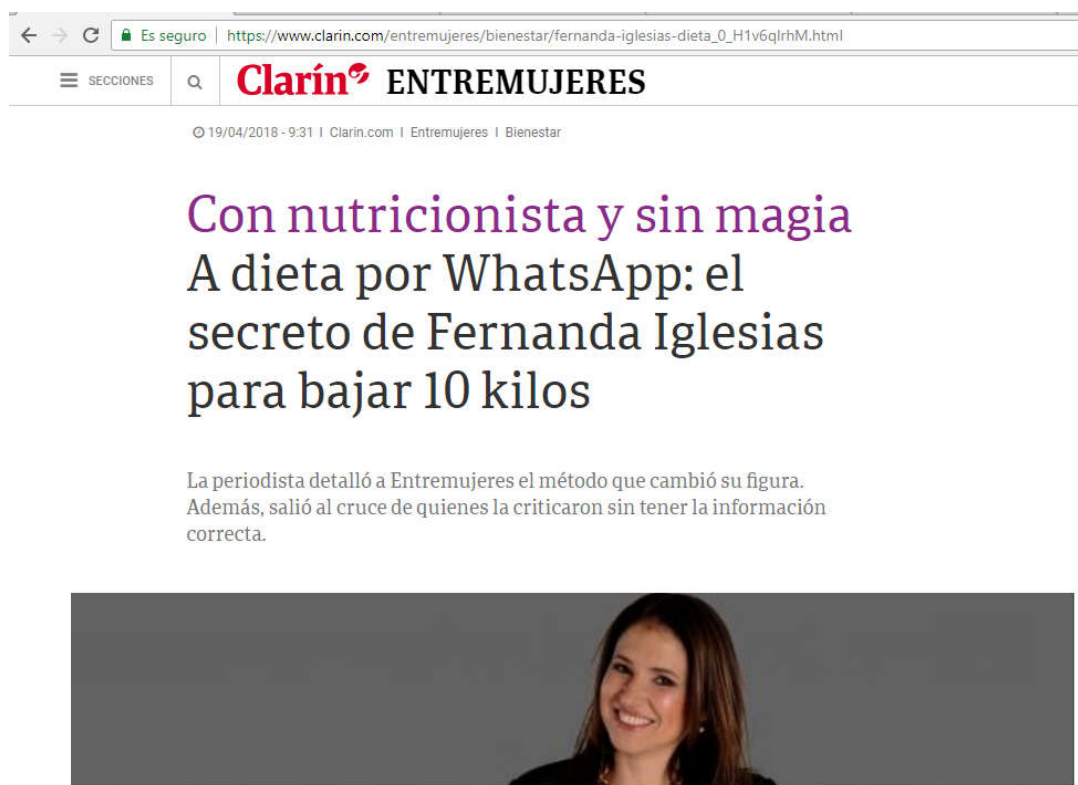 Es seguro | https://www.clarin.com/entremujeres/bienestar/fernanda-iglesias-dieta_0_H1v6qlrhM.html
SECCIONES Clarín ENTREMUJERES
19/04/2018 - 9:31 | Clarin.com | Entremujeres | Bienestar
Con nutricionista y sin magia
A dieta por WhatsApp: el
secreto de Fernanda Iglesias
para bajar 10 kilos
La periodista detalló a Entremujeres el método que cambió su figura.
Además, salió al cruce de quienes la criticaron sin tener la información
correcta.